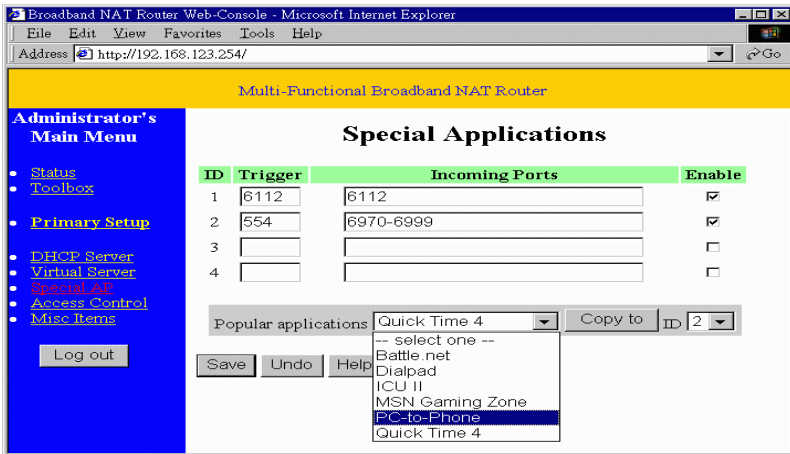 Broadband NAT Router Web-Console - Microsoft Internet Explorer
File Edit View Favorites Tools Help
Address http://192.168.123.254/ Go
Multi-Functional Broadband NAT Router
Administrator's
Main Menu
Status
Toolbox
Primary Setup
DHCP Server
Virtual Server
Special AP
Access Control
Misc Items
Log out
Special Applications
ID Trigger Incoming Ports Enable
1 6112 6112
2 554 6970-6999
3
4
Popular applications Quick Time 4 Copy to ID 2
-- select one --
Battle.net
Dialpad
ICU II
MSN Gaming Zone
PC-to-Phone
Quick Time 4
Save Undo Help